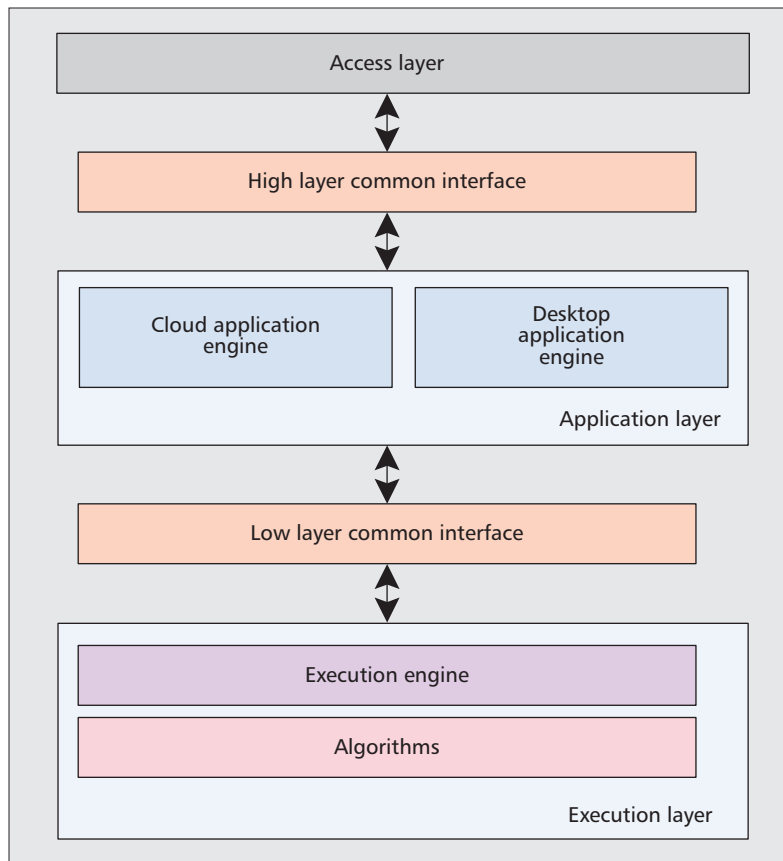 Access layer
High layer common interface
Cloud application
engine
Desktop
application
engine
Application layer
Low layer common interface
Execution engine
Algorithms
Execution layer